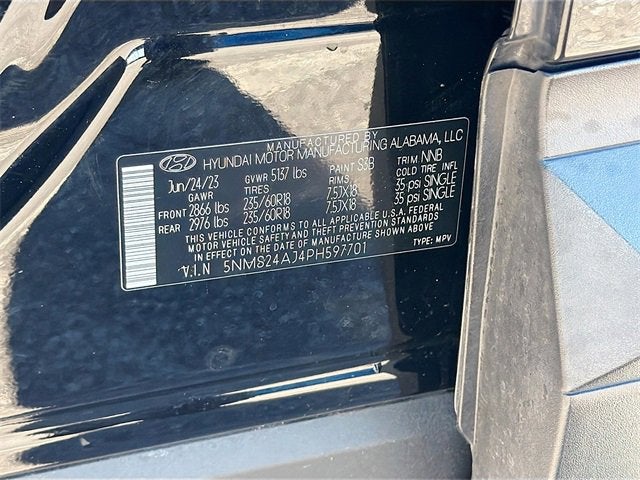 MANUFACTURED BY
HYUNDAI MOTOR MANUFACTURING ALABAMA, LLC
Jun/24/23 GVWR 5137 lbs PAINT S3B TRIM NNB
GAWR TIRES RIMS COLD TIRE INFL
FRONT 2866 lbs 235/60R18 7.5JX18 35 psi SINGLE
REAR 2976 lbs 235/60R18 7.5JX18 35 psi SINGLE
THIS VEHICLE CONFORMS TO ALL APPLICABLE U.S.A. FEDERAL
MOTOR VEHICLE SAFETY AND THEFT PREVENTION STANDARDS
IN EFFECT ON THE DATE OF MANUFACTURE SHOWN ABOVE
V.I.N 5NMS24AJ4PH597701 TYPE: MPV